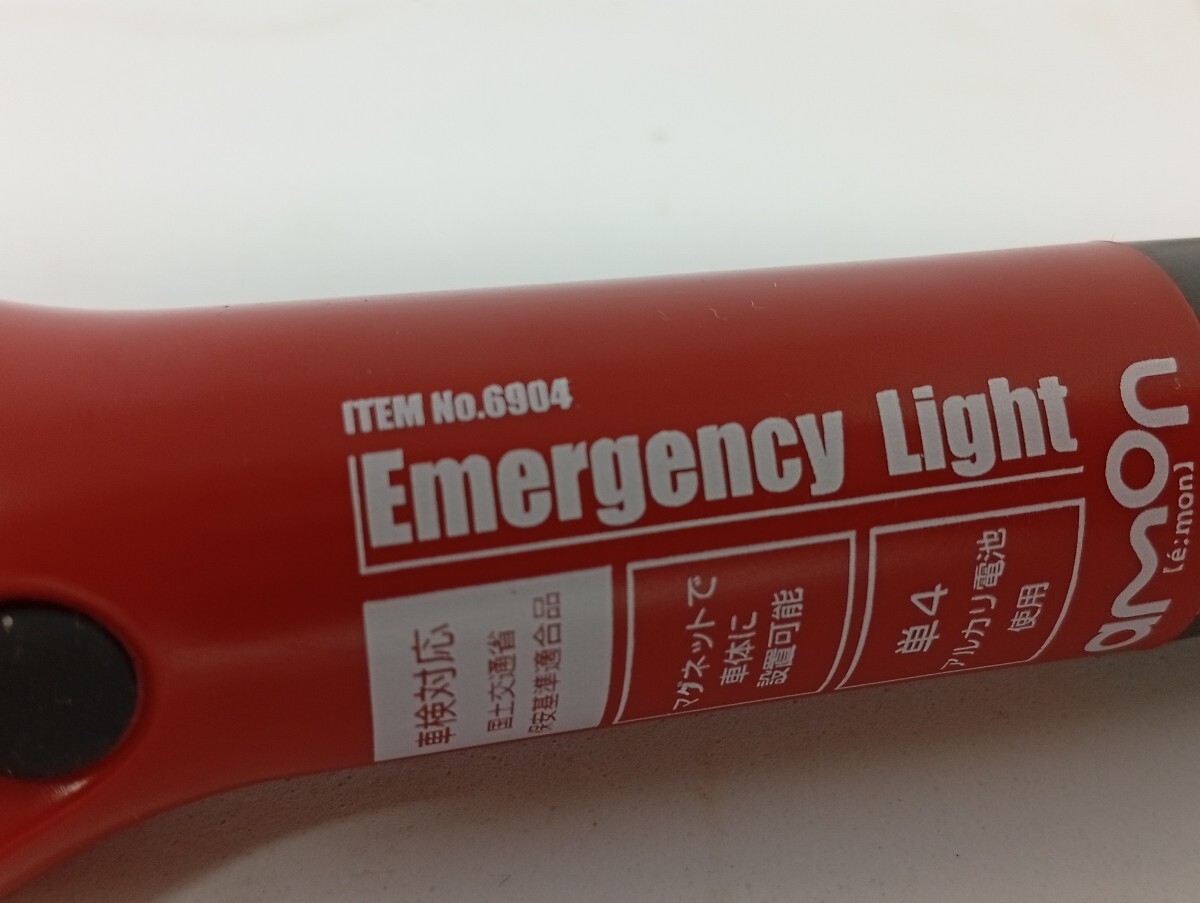 ITEM No.6904
Emergency Light
車検対応
国土交通省
保安基準適合品
マグネットで
車体に
設置可能
単4
アルカリ電池
使用
amon
[é:mon]